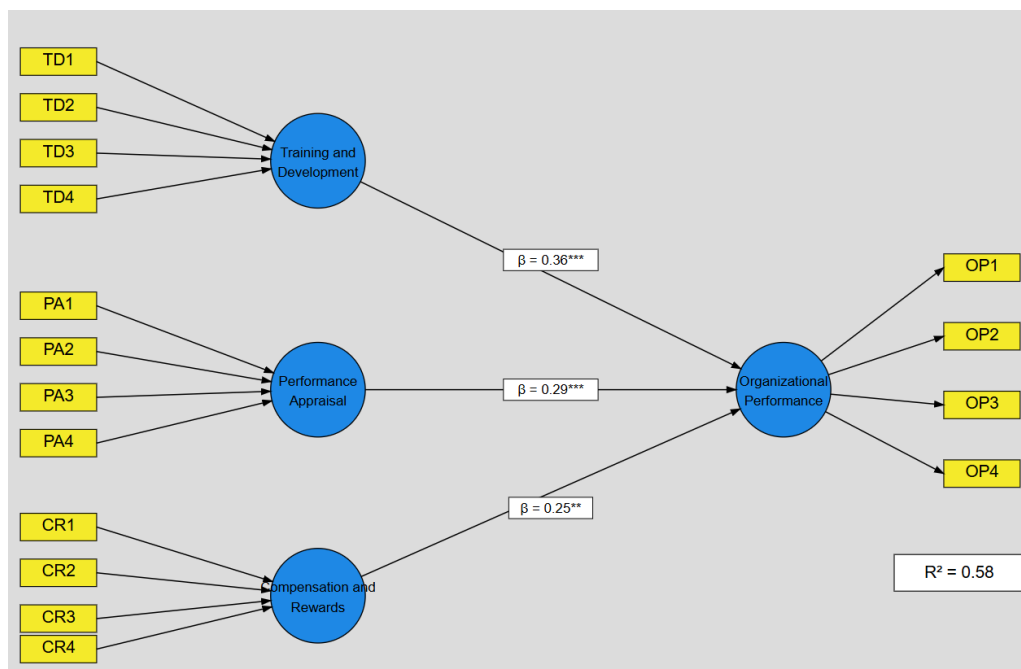 TD1
TD2
TD3
TD4
Training and
Development
β = 0.36***
PA1
PA2
PA3
PA4
Performance
Appraisal
β = 0.29***
Organizational
Performance
OP1
OP2
OP3
OP4
CR1
CR2
CR3
CR4
Compensation and
Rewards
β = 0.25**
R² = 0.58